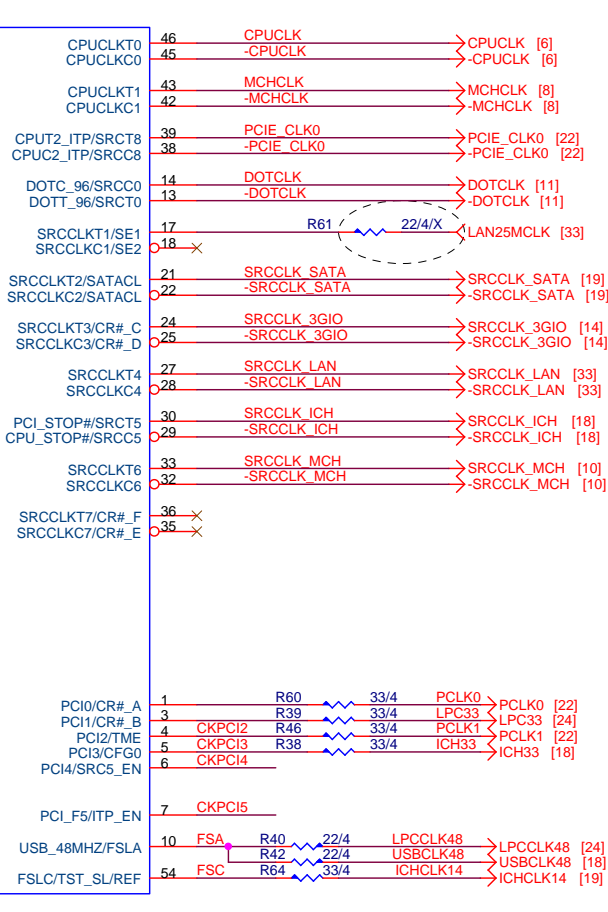 CPUCLKT0 46 CPUCLK CPUCLK [6]
CPUCLKC0 45 -CPUCLK -CPUCLK [6]
CPUCLKT1 43 MCHCLK MCHCLK [8]
CPUCLKC1 42 -MCHCLK -MCHCLK [8]
CPUT2_ITP/SRCT8 39 PCIE_CLK0 PCIE_CLK0 [22]
CPUC2_ITP/SRCC8 38 -PCIE_CLK0 -PCIE_CLK0 [22]
DOTC_96/SRCC0 14 DOTCLK DOTCLK [11]
DOTT_96/SRCT0 13 -DOTCLK -DOTCLK [11]
SRCCLKT1/SE1 17 R61 22/4/X LAN25MCLK [33]
SRCCLKC1/SE2 18
SRCCLKT2/SATACL 21 SRCCLK_SATA SRCCLK_SATA [19]
SRCCLKC2/SATACL 22 -SRCCLK_SATA -SRCCLK_SATA [19]
SRCCLKT3/CR#_C 24 SRCCLK_3GIO SRCCLK_3GIO [14]
SRCCLKC3/CR#_D 25 -SRCCLK_3GIO -SRCCLK_3GIO [14]
SRCCLKT4 27 SRCCLK_LAN SRCCLK_LAN [33]
SRCCLKC4 28 -SRCCLK_LAN -SRCCLK_LAN [33]
PCI_STOP#/SRCT5 30 SRCCLK_ICH SRCCLK_ICH [18]
CPU_STOP#/SRCC5 29 -SRCCLK_ICH -SRCCLK_ICH [18]
SRCCLKT6 33 SRCCLK_MCH SRCCLK_MCH [10]
SRCCLKC6 32 -SRCCLK_MCH -SRCCLK_MCH [10]
SRCCLKT7/CR#_F 36
SRCCLKC7/CR#_E 35
PCI0/CR#_A 1 R60 33/4 PCLK0 PCLK0 [22]
PCI1/CR#_B 3 R39 33/4 LPC33 LPC33 [24]
PCI2/TME 4 CKPCI2 R46 33/4 PCLK1 PCLK1 [22]
PCI3/CFG0 5 CKPCI3 R38 33/4 ICH33 ICH33 [18]
PCI4/SRC5_EN 6 CKPCI4
PCI_F5/ITP_EN 7 CKPCI5
USB_48MHZ/FSLA 10 FSA R40 22/4 LPCCLK48 LPCCLK48 [24]
R42 22/4 USBCLK48 USBCLK48 [18]
FSLC/TST_SL/REF 54 FSC R64 33/4 ICHCLK14 ICHCLK14 [19]